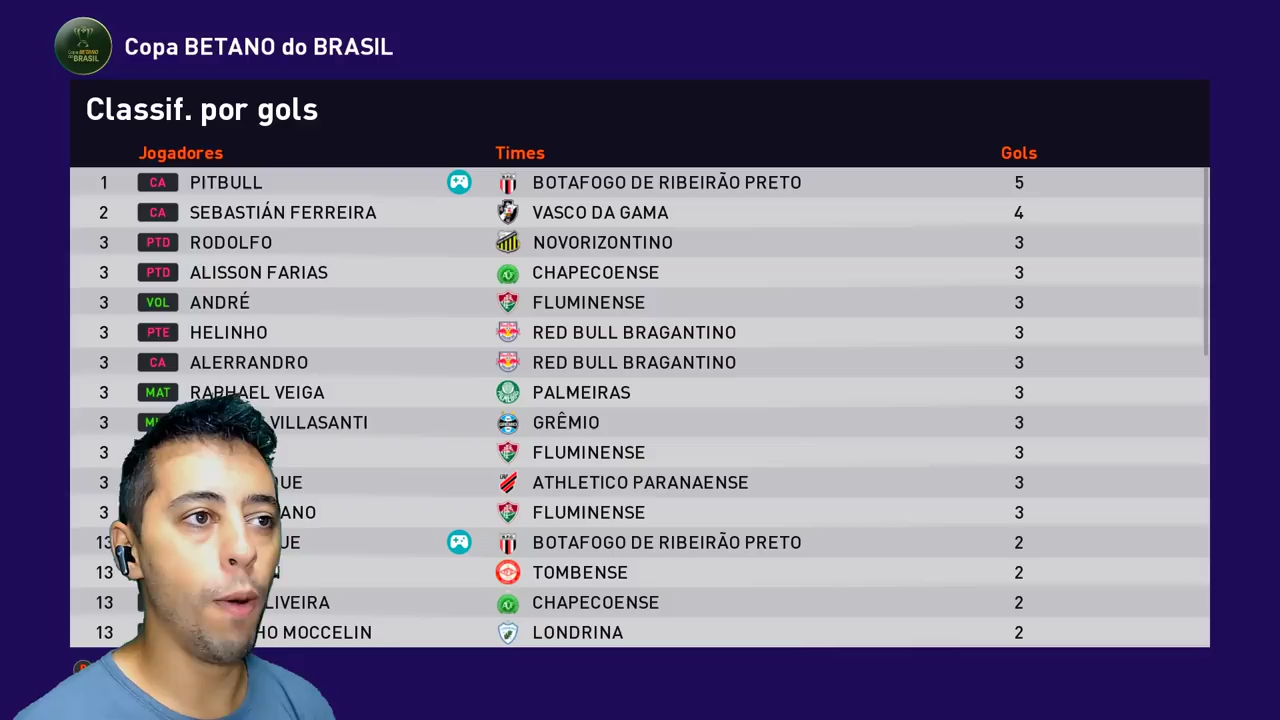 Copa BETANO do BRASIL
Classif. por gols
Jogadores Times Gols
1 CA PITBULL BOTAFOGO DE RIBEIRÃO PRETO 5
2 CA SEBASTIÁN FERREIRA VASCO DA GAMA 4
3 PTD RODOLFO NOVORIZONTINO 3
3 PTD ALISSON FARIAS CHAPECOENSE 3
3 VOL ANDRÉ FLUMINENSE 3
3 PTE HELINHO RED BULL BRAGANTINO 3
3 CA ALERRANDRO RED BULL BRAGANTINO 3
3 MAT RAPHAEL VEIGA PALMEIRAS 3
3 VILLASANTI GRÊMIO 3
3 FLUMINENSE 3
3 ATHLETICO PARANAENSE 3
3 FLUMINENSE 3
13 BOTAFOGO DE RIBEIRÃO PRETO 2
13 TOMBENSE 2
13 CHAPECOENSE 2
13 MOCCELIN LONDRINA 2